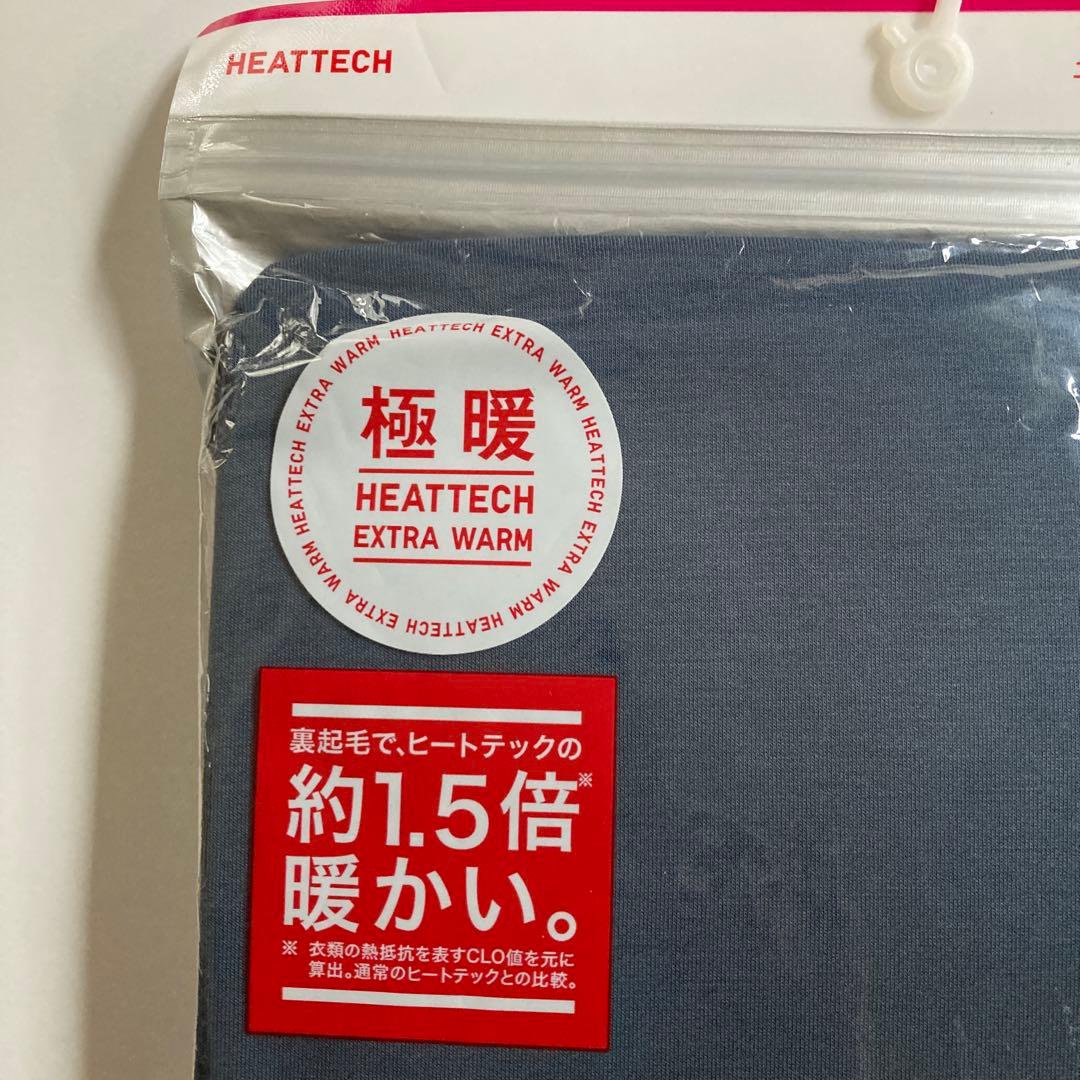 HEATTECH
HEATTECH EXTRA WARM HEATTECH EXTRA WARM HEATTECH EXTRA WARM HEATTECH EXTRA WARM
極暖
HEATTECH
EXTRA WARM
裏起毛で、ヒートテックの
約1.5倍※
暖かい。
※ 衣類の熱抵抗を表すCLO値を元に
算出。通常のヒートテックとの比較。